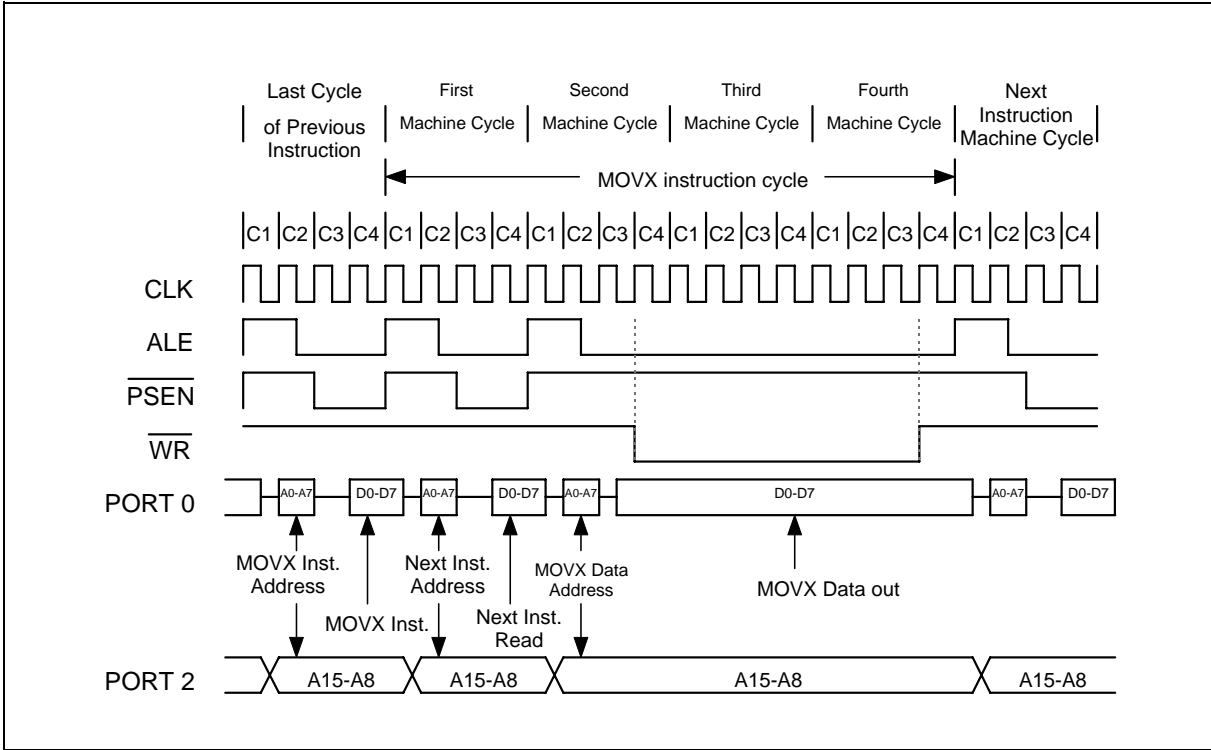 Last Cycle
of Previous
Instruction
First
Machine Cycle
Second
Machine Cycle
Third
Machine Cycle
Fourth
Machine Cycle
Next
Instruction
Machine Cycle
MOVX instruction cycle
C1 C2 C3 C4 C1 C2 C3 C4 C1 C2 C3 C4 C1 C2 C3 C4 C1 C2 C3 C4 C1 C2 C3 C4
CLK
ALE
PSEN
WR
PORT 0
A0-A7 D0-D7 A0-A7 D0-D7 A0-A7 D0-D7 A0-A7 D0-D7
MOVX Inst.
Address
MOVX Inst.
Next Inst.
Address
Next Inst.
Read
MOVX Data
Address
MOVX Data out
PORT 2
A15-A8 A15-A8 A15-A8 A15-A8